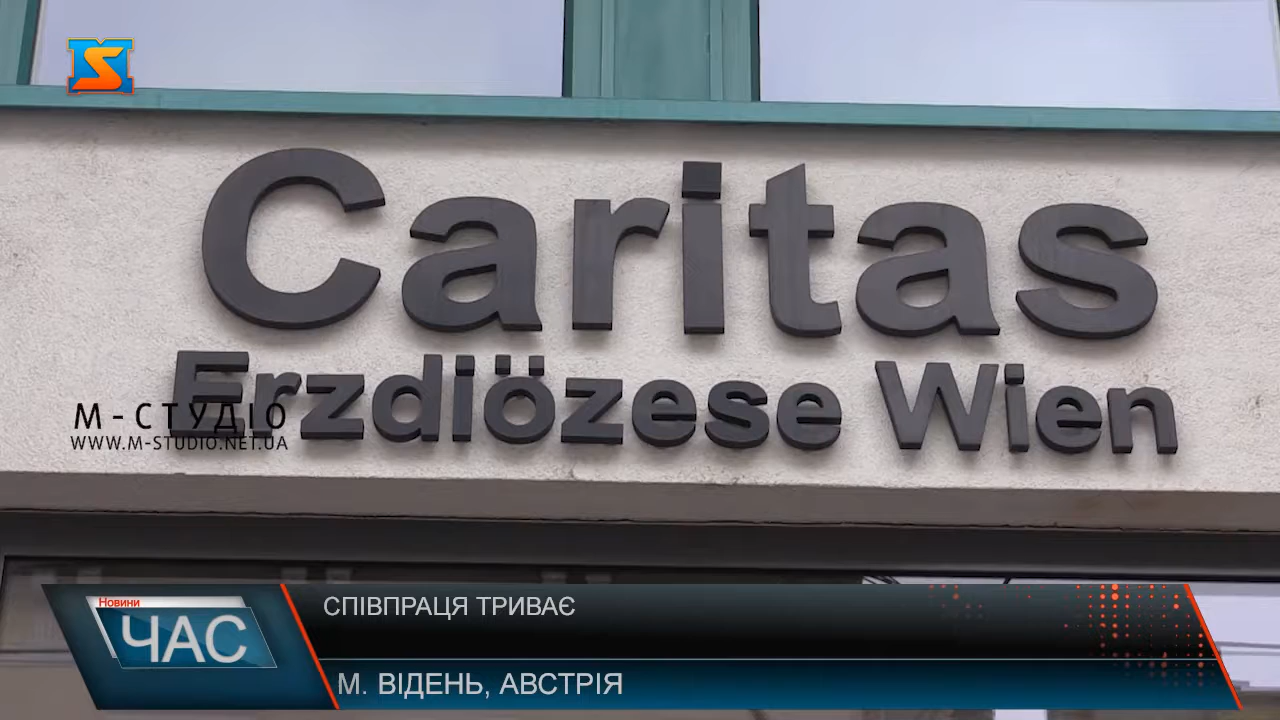 Caritas
Erzdiözese Wien
М-СТУДІО
WWW.M-STUDIO.NET.UA
Новини
ЧАС
СПІВПРАЦЯ ТРИВАЄ
М. ВІДЕНЬ, АВСТРІЯ